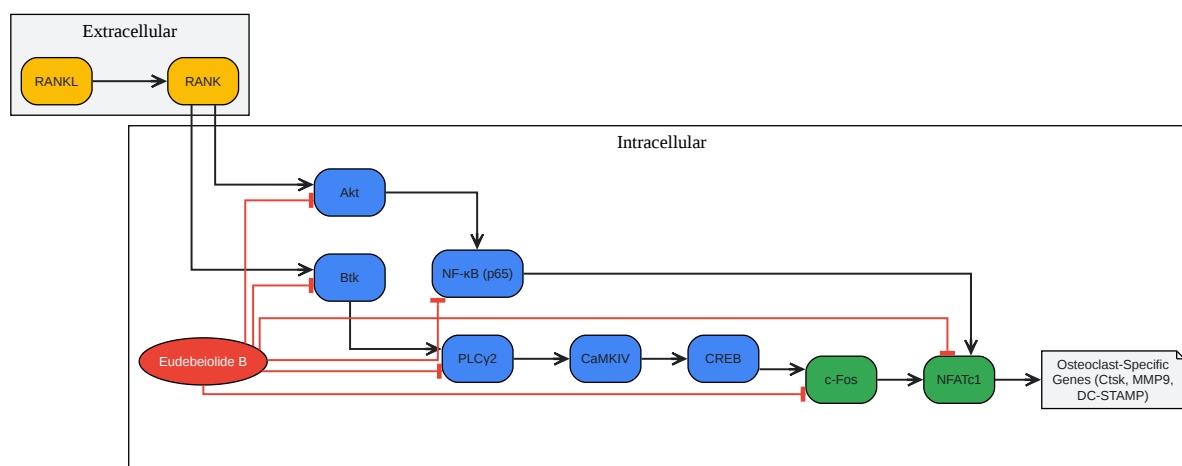 Extracellular
RANKL
RANK
Intracellular
Akt
Btk
NF-κB (p65)
Eudebeiolide B
PLCγ2
CaMKIV
CREB
c-Fos
NFATc1
Osteoclast-Specific
Genes (Ctsk, MMP9,
DC-STAMP)